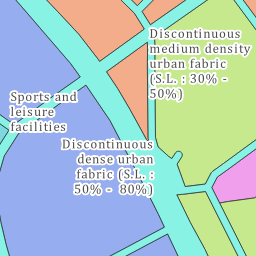 Discontinuous
medium density
urban fabric
(S.L. : 30% -
50%)
Sports and
leisure
facilities
Discontinuous
dense urban
fabric (S.L. :
50% -  80%)